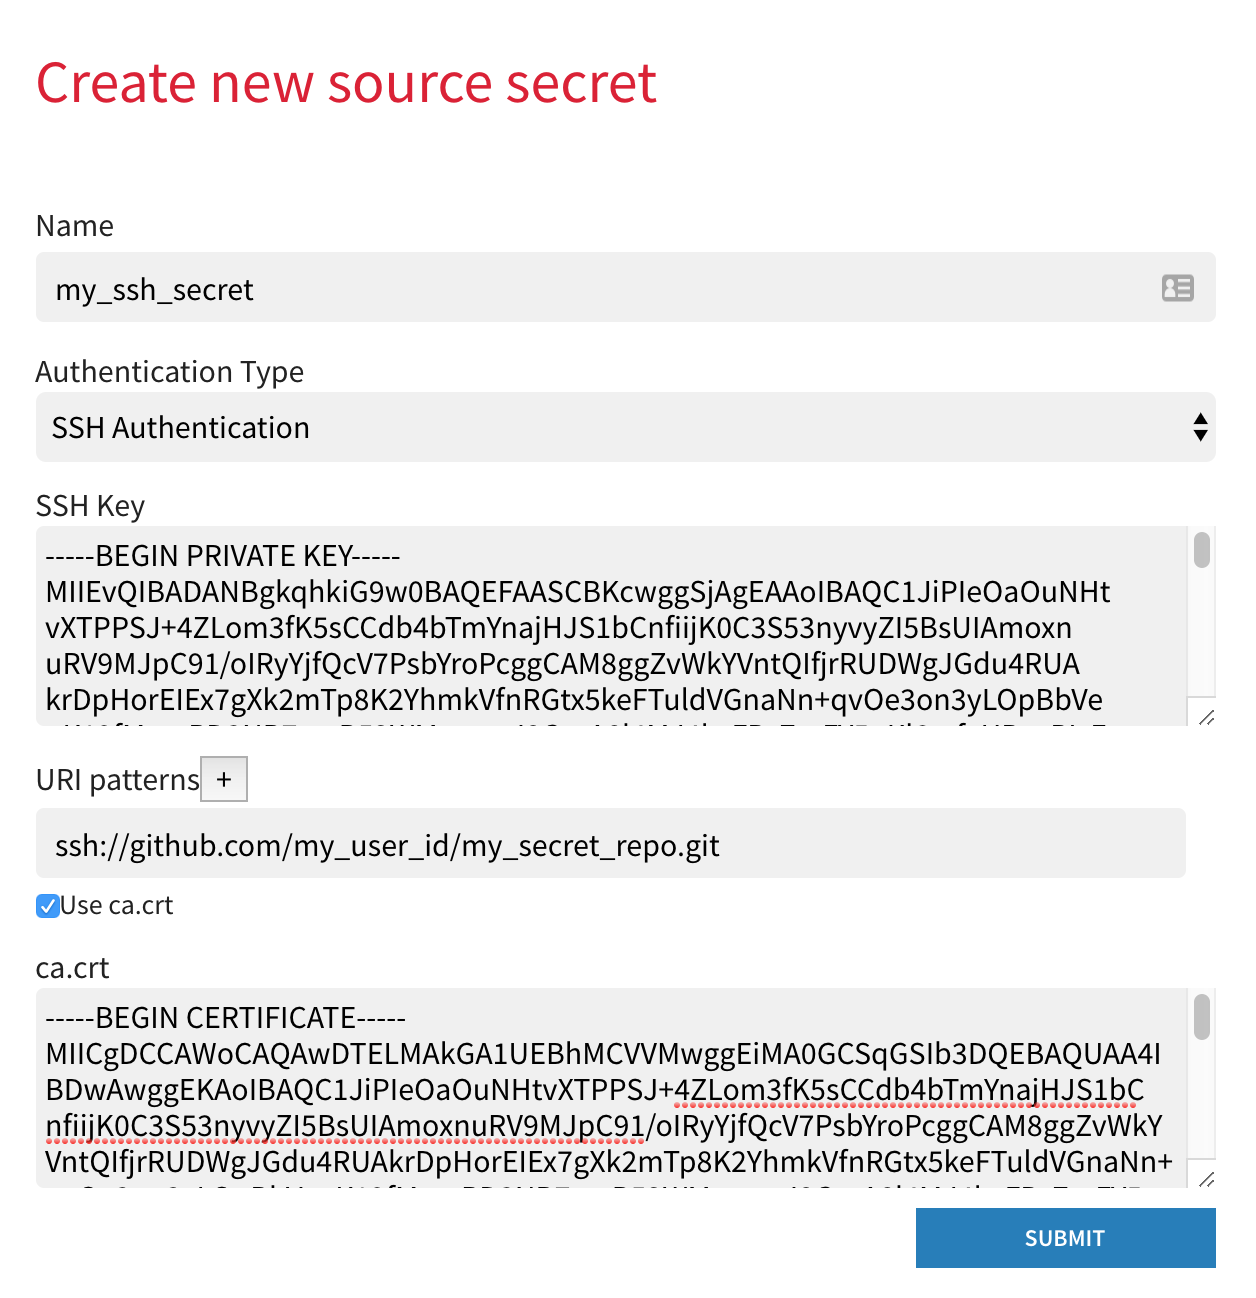 Create new source secret
Name
my_ssh_secret
Authentication Type
SSH Authentication
SSH Key
-----BEGIN PRIVATE KEY-----
MIIEvQIBADANBgkqhkiG9w0BAQEFAASCBKcwggSjAgEAAoIBAQC1JiPIeOaOuNHt
vXTPPSJ+4ZLom3fK5sCCdb4bTmYnajHJS1bCnfiijK0C3S53nyvyZI5BsUIAmoxn
uRV9MJpC91/oIRyYjfQcV7PsbYroPcggCAM8ggZvWkYVntQIfjrRUDWgJGdu4RUA
krDpHorEIEx7gXk2mTp8K2YhmkVfnRGtx5keFTuldVGnaNn+qvOe3on3yLOpBbVe
URI patterns +
ssh://github.com/my_user_id/my_secret_repo.git
Use ca.crt
ca.crt
-----BEGIN CERTIFICATE-----
MIICgDCCAWoCAQAwDTELMAkGA1UEBhMCVVMwggEiMA0GCSqGSIb3DQEBAQUAA4I
BDwAwggEKAoIBAQC1JiPIeOaOuNHtvXTPPSJ+4ZLom3fK5sCCdb4bTmYnajHJS1bC
nfiijK0C3S53nyvyZI5BsUIAmoxnuRV9MJpC91/oIRyYjfQcV7PsbYroPcggCAM8ggZvWkY
VntQIfjrRUDWgJGdu4RUAkrDpHorEIEx7gXk2mTp8K2YhmkVfnRGtx5keFTuldVGnaNn+
SUBMIT